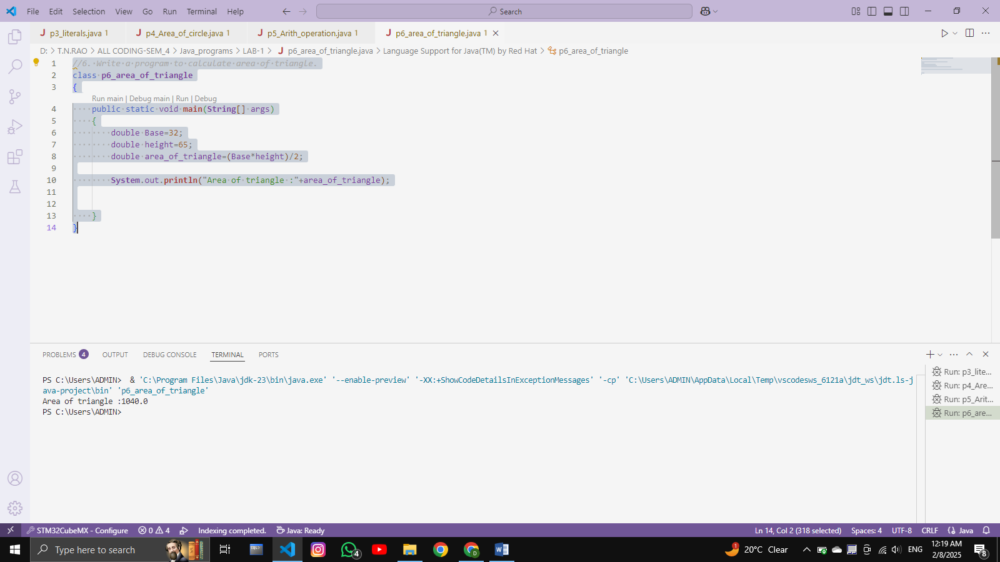 File Edit Selection View Go Run Terminal Help
Search
p3_literals.java 1
p4_Area_of_circle.java 1
p5_Arith_operation.java 1
p6_area_of_triangle.java 1
D: > T.N.RAO > ALL CODING-SEM_4 > Java_programs > LAB-1 > p6_area_of_triangle.java > Language Support for Java(TM) by Red Hat > p6_area_of_triangle
1 //6. Write a program to calculate area of triangle.
2 class p6_area_of_triangle
3 {
Run main | Debug main | Run | Debug
4 public static void main(String[] args)
5 {
6 double Base=32;
7 double height=65;
8 double area_of_triangle=(Base*height)/2;
9
10 System.out.println("Area of triangle :"+area_of_triangle);
11
12
13 }
14 }
PROBLEMS 4 OUTPUT DEBUG CONSOLE TERMINAL PORTS
PS C:\Users\ADMIN> & 'C:\Program Files\Java\jdk-23\bin\java.exe' '--enable-preview' '-XX:+ShowCodeDetailsInExceptionMessages' '-cp' 'C:\Users\ADMIN\AppData\Local\Temp\vscodesws_6121a\jdt_ws\jdt.ls-j
ava-project\bin' 'p6_area_of_triangle'
Area of triangle :1040.0
PS C:\Users\ADMIN>
Run: p3_lite...
Run: p4_Are...
Run: p5_Arit...
Run: p6_are...
STM32CubeMX - Configure 0 4 Indexing completed. Java: Ready
Ln 14, Col 2 (318 selected) Spaces: 4 UTF-8 CRLF Java
Type here to search
SQL>
4
D
1
20°C Clear
ENG
12:19 AM
2/8/2025
8